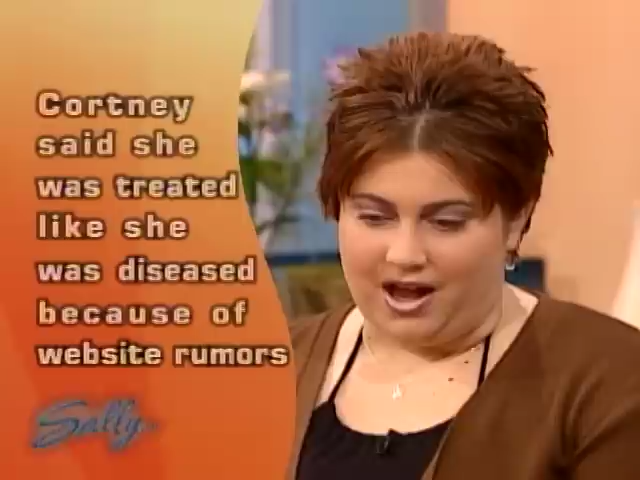 Cortney
said she
was treated
like she
was diseased
because of
website rumors
Sally